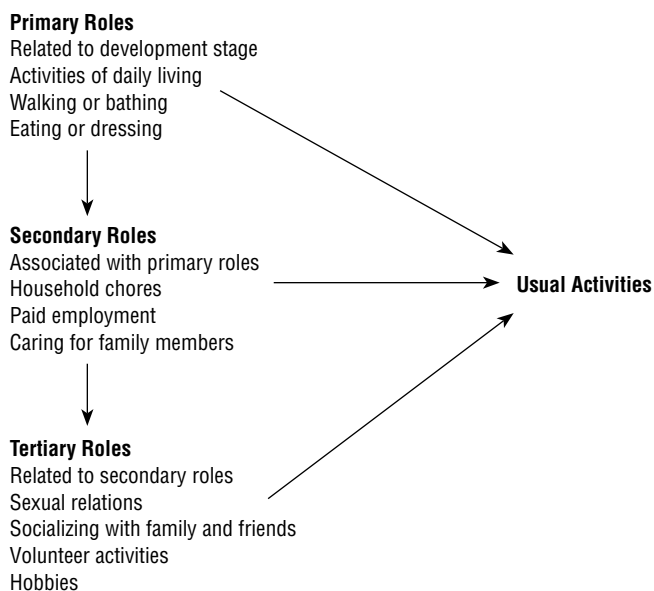 Primary Roles
Related to development stage
Activities of daily living
Walking or bathing
Eating or dressing
Secondary Roles
Associated with primary roles
Household chores
Paid employment
Caring for family members
Usual Activities
Tertiary Roles
Related to secondary roles
Sexual relations
Socializing with family and friends
Volunteer activities
Hobbies